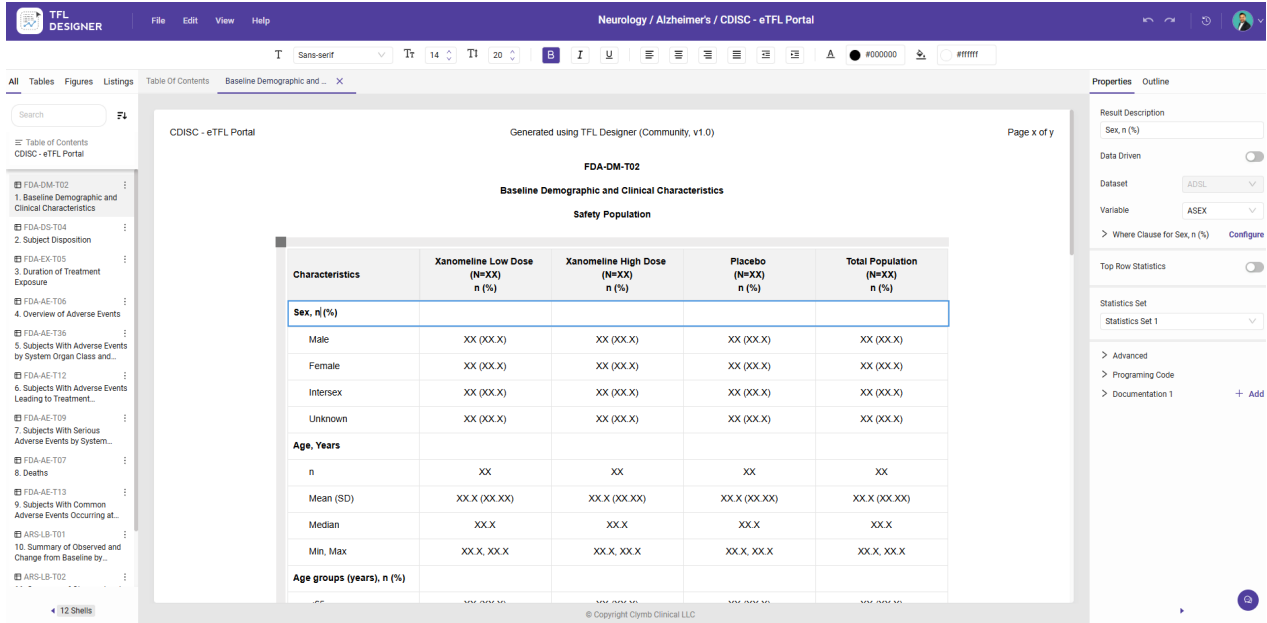 TFL
DESIGNER
File Edit View Help
Neurology / Alzheimer's / CDISC - eTFL Portal
T Sans-serif 14 20 B I U A #000000 #ffffff
All Tables Figures Listings
Table Of Contents Baseline Demographic and ...
Properties Outline
Search
Table of Contents
CDISC - eTFL Portal
FDA-DM-T02
1. Baseline Demographic and
Clinical Characteristics
FDA-DS-T04
2. Subject Disposition
FDA-EX-T05
3. Duration of Treatment
Exposure
FDA-AE-T06
4. Overview of Adverse Events
FDA-AE-T36
5. Subjects With Adverse Events
by System Organ Class and...
FDA-AE-T12
6. Subjects With Adverse Events
Leading to Treatment...
FDA-AE-T09
7. Subjects With Serious
Adverse Events by System...
FDA-AE-T07
8. Deaths
FDA-AE-T13
9. Subjects With Common
Adverse Events Occurring at...
ARS-LB-T01
10. Summary of Observed and
Change from Baseline by...
ARS-LB-T02
12 Shells
CDISC - eTFL Portal Generated using TFL Designer (Community, v1.0) Page x of y
FDA-DM-T02
Baseline Demographic and Clinical Characteristics
Safety Population
Characteristics Xanomeline Low Dose (N=XX) n (%) Xanomeline High Dose (N=XX) n (%) Placebo (N=XX) n (%) Total Population (N=XX) n (%)
Sex, n (%)
Male XX (XX.X) XX (XX.X) XX (XX.X) XX (XX.X)
Female XX (XX.X) XX (XX.X) XX (XX.X) XX (XX.X)
Intersex XX (XX.X) XX (XX.X) XX (XX.X) XX (XX.X)
Unknown XX (XX.X) XX (XX.X) XX (XX.X) XX (XX.X)
Age, Years
n XX XX XX XX
Mean (SD) XX.X (XX.XX) XX.X (XX.XX) XX.X (XX.XX) XX.X (XX.XX)
Median XX.X XX.X XX.X XX.X
Min, Max XX.X, XX.X XX.X, XX.X XX.X, XX.X XX.X, XX.X
Age groups (years), n (%)
© Copyright Clymb Clinical LLC
Result Description
Sex, n (%)
Data Driven
Dataset ADSL
Variable ASEX
Where Clause for Sex, n (%) Configure
Top Row Statistics
Statistics Set
Statistics Set 1
Advanced
Programing Code
Documentation 1 + Add